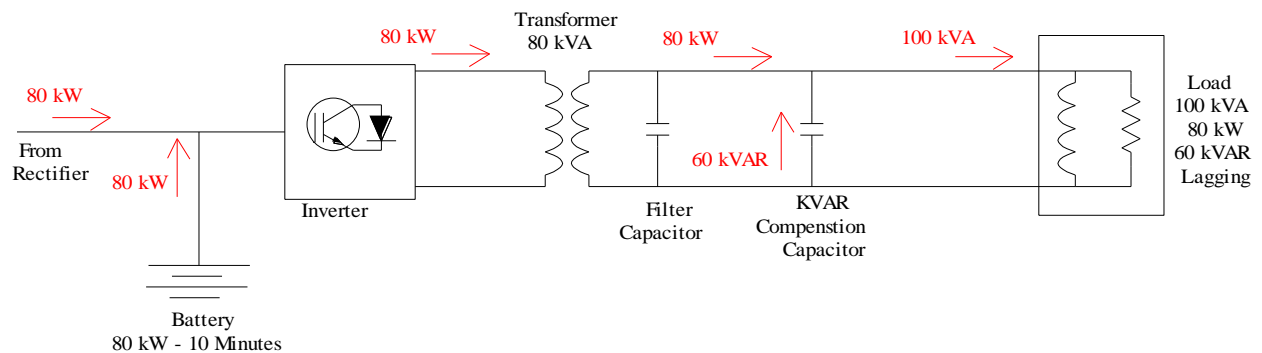 Transformer
80 kVA
80 kW
80 kW
100 kVA
80 kW
From
Rectifier
80 kW
Inverter
60 kVAR
Filter
Capacitor
KVAR
Compenstion
Capacitor
Load
100 kVA
80 kW
60 kVAR
Lagging
Battery
80 kW - 10 Minutes